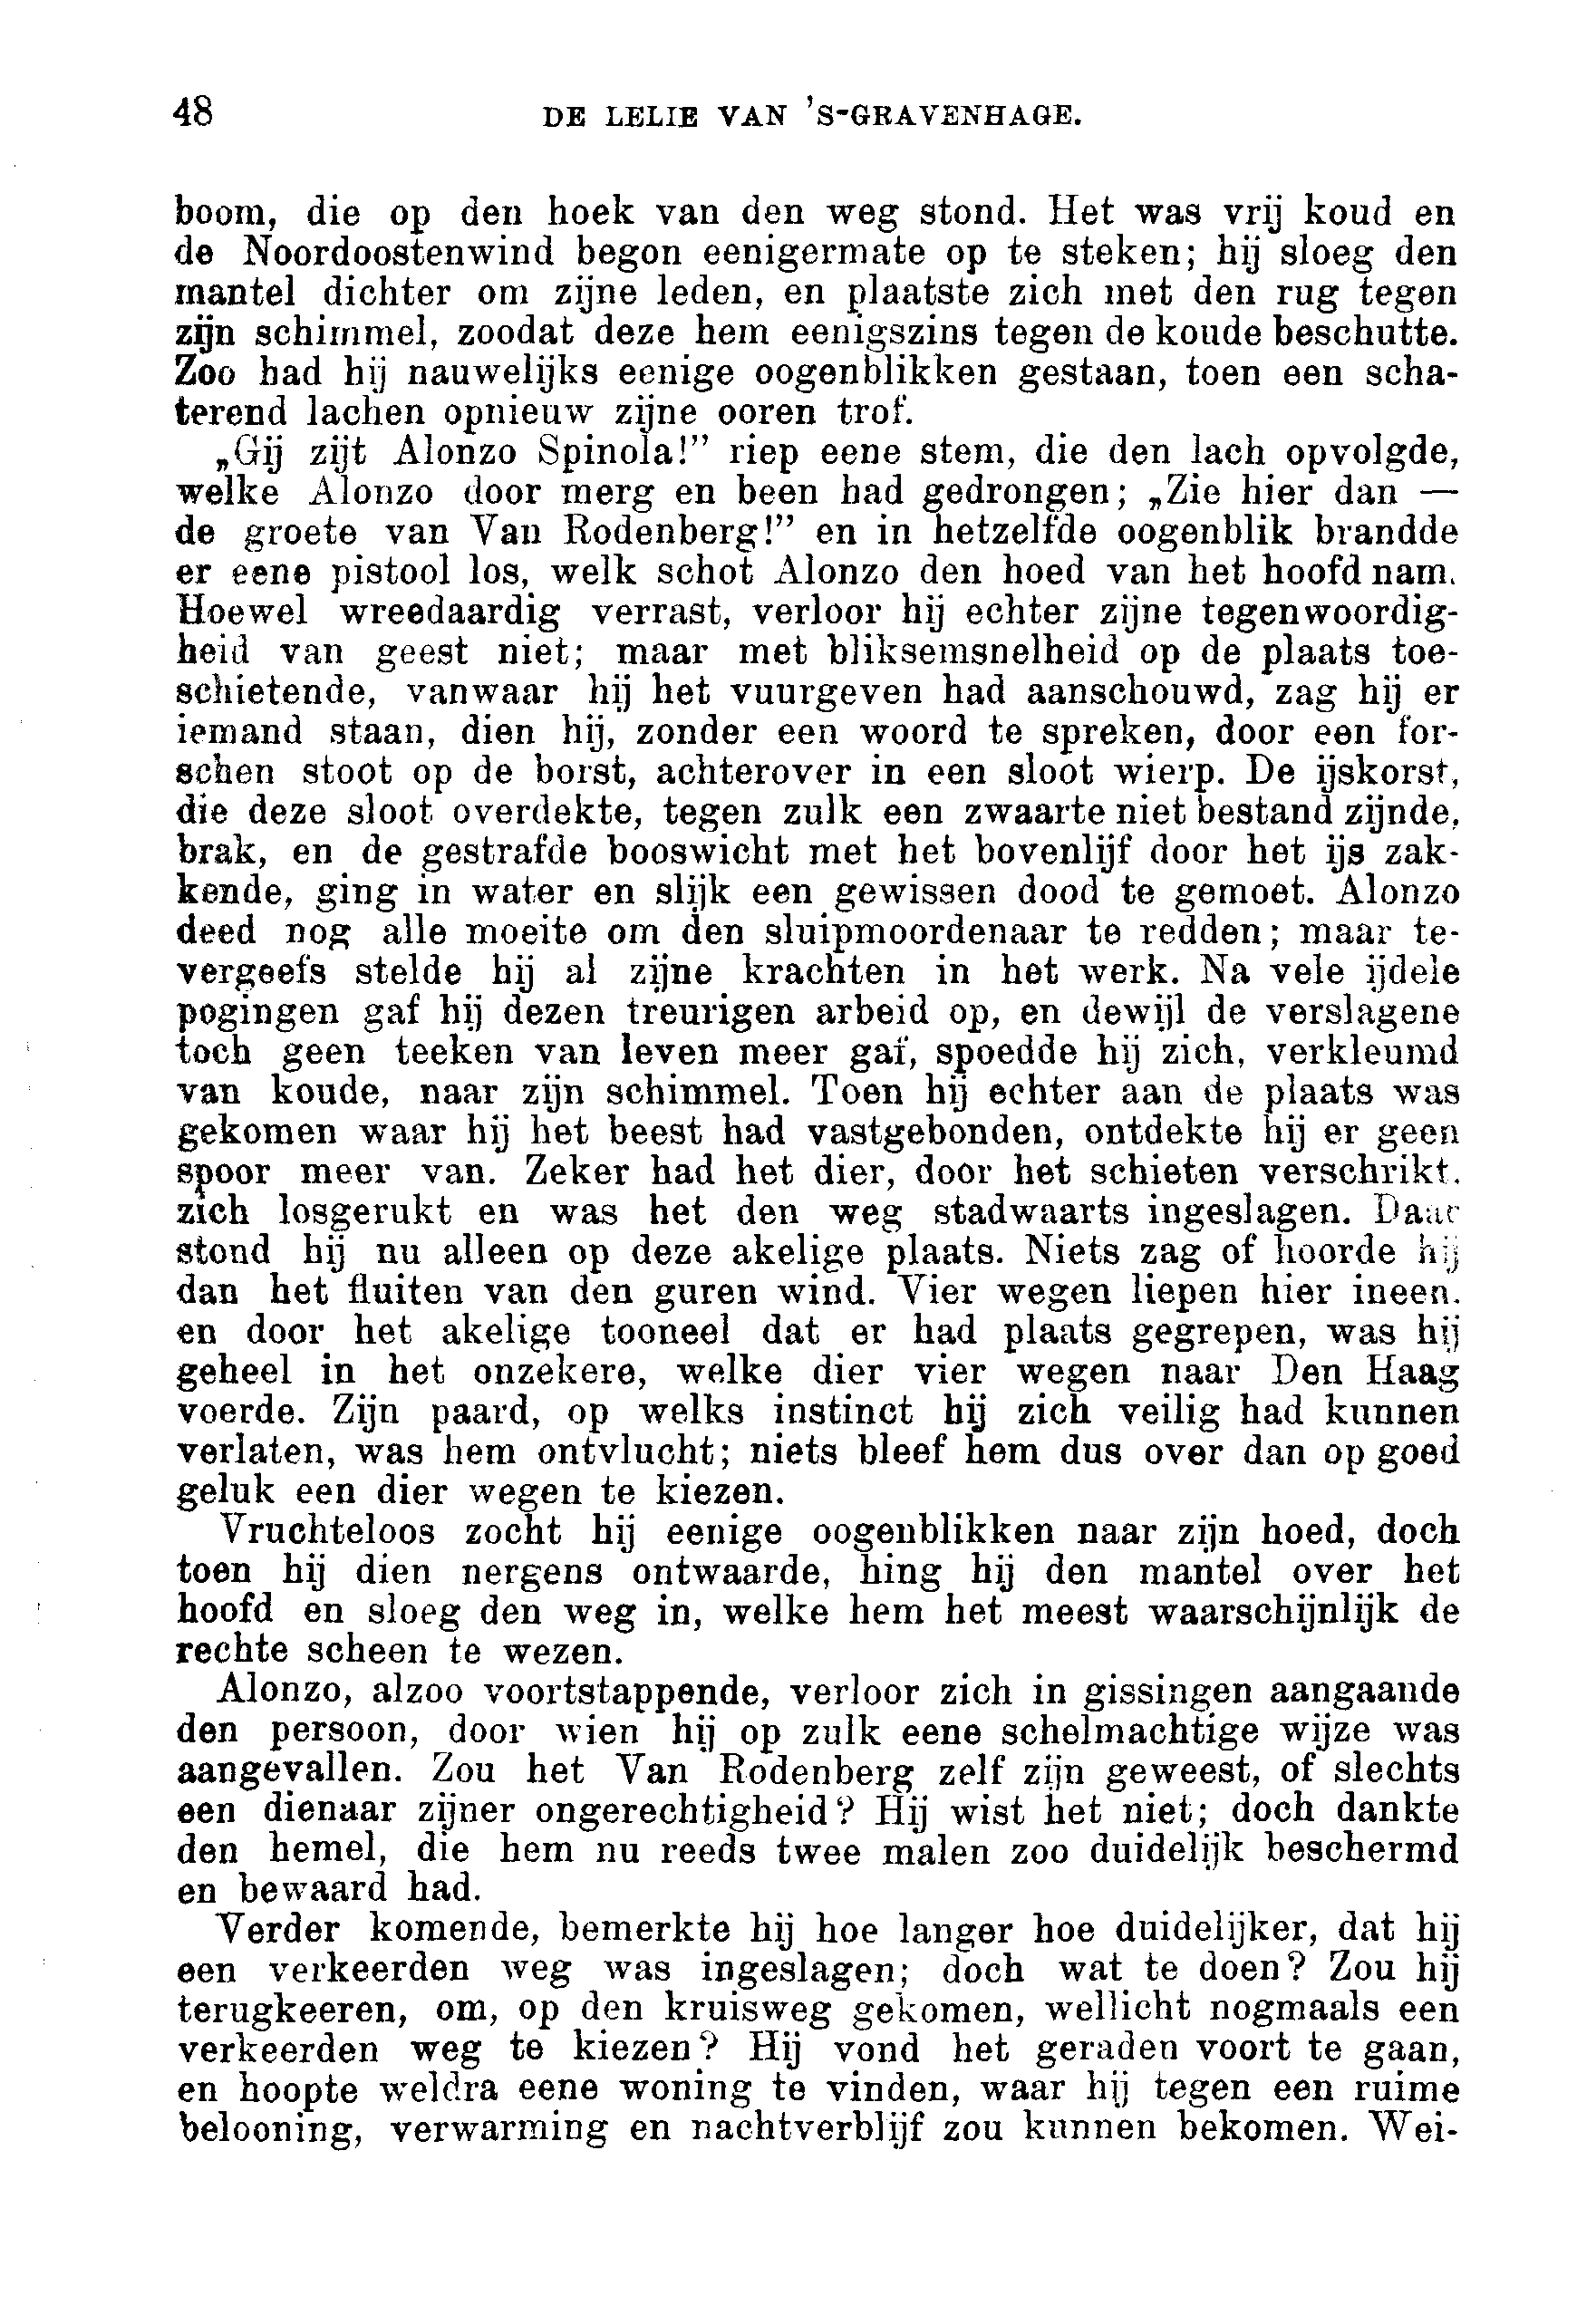 48 DE LELIE VAN 'S-GRAVENHAGE.
boom, die op den hoek van den weg stond. Het was vrij koud en
de Noordoostenwind begon eenigermate op te steken; hij sloeg den
mantel dichter om zijne leden, en plaatste zich met den rug tegen
zijn schimmel, zoodat deze hem eenigszins tegen de koude beschutte.
Zoo had hij nauwelijks eenige oogenblikken gestaan, toen een scha-
terend lachen opnieuw zijne ooren trof.
„Gij zijt Alonzo Spinola!” riep eene stem, die den lach opvolgde,
welke Alonzo door merg en been had gedrongen; „Zie hier dan —
de groete van Van Rodenberg!” en in hetzelfde oogenblik brandde
er eene pistool los, welk schot Alonzo den hoed van het hoofd nam.
Hoewel wreedaardig verrast, verloor hij echter zijne tegenwoordig-
heid van geest niet; maar met bliksemsnelheid op de plaats toe-
schietende, vanwaar hij het vuurgeven had aanschouwd, zag hij er
iemand staan, dien hij, zonder een woord te spreken, door een for-
schen stoot op de borst, achterover in een sloot wierp. De ijskorst,
die deze sloot overdekte, tegen zulk een zwaarte niet bestand zijnde,
brak, en de gestrafde booswicht met het bovenlijf door het ijs zak-
kende, ging in water en slijk een gewissen dood te gemoet. Alonzo
deed nog alle moeite om den sluipmoordenaar te redden; maar te-
vergeefs stelde hij al zijne krachten in het werk. Na vele ijdele
pogingen gaf hij dezen treurigen arbeid op, en dewijl de verslagene
toch geen teeken van leven meer gaf, spoedde hij zich, verkleumd
van koude, naar zijn schimmel. Toen hij echter aan de plaats was
gekomen waar hij het beest had vastgebonden, ontdekte hij er geen
spoor meer van. Zeker had het dier, door het schieten verschrikt.
zich losgerukt en was het den weg stadwaarts ingeslagen. Daar
stond hij nu alleen op deze akelige plaats. Niets zag of hoorde hij
dan het fluiten van den guren wind. Vier wegen liepen hier ineen.
en door het akelige tooneel dat er had plaats gegrepen, was hij
geheel in het onzekere, welke dier vier wegen naar Den Haag
voerde. Zijn paard, op welks instinct hij zich veilig had kunnen
verlaten, was hem ontvlucht; niets bleef hem dus over dan op goed
geluk een dier wegen te kiezen.
Vruchteloos zocht hij eenige oogenblikken naar zijn hoed, doch
toen hij dien nergens ontwaarde, hing hij den mantel over het
hoofd en sloeg den weg in, welke hem het meest waarschijnlijk de
rechte scheen te wezen.
Alonzo, alzoo voortstappende, verloor zich in gissingen aangaande
den persoon, door wien hij op zulk eene schelmachtige wijze was
aangevallen. Zou het Van Rodenberg zelf zijn geweest, of slechts
een dienaar zijner ongerechtigheid? Hij wist het niet; doch dankte
den hemel, die hem nu reeds twee malen zoo duidelijk beschermd
en bewaard had.
Verder komende, bemerkte hij hoe langer hoe duidelijker, dat hij
een verkeerden weg was ingeslagen; doch wat te doen? Zou hij
terugkeeren, om, op den kruisweg gekomen, wellicht nogmaals een
verkeerden weg te kiezen? Hij vond het geraden voort te gaan,
en hoopte weldra eene woning te vinden, waar hij tegen een ruime
belooning, verwarming en nachtverblijf zou kunnen bekomen. Wei-